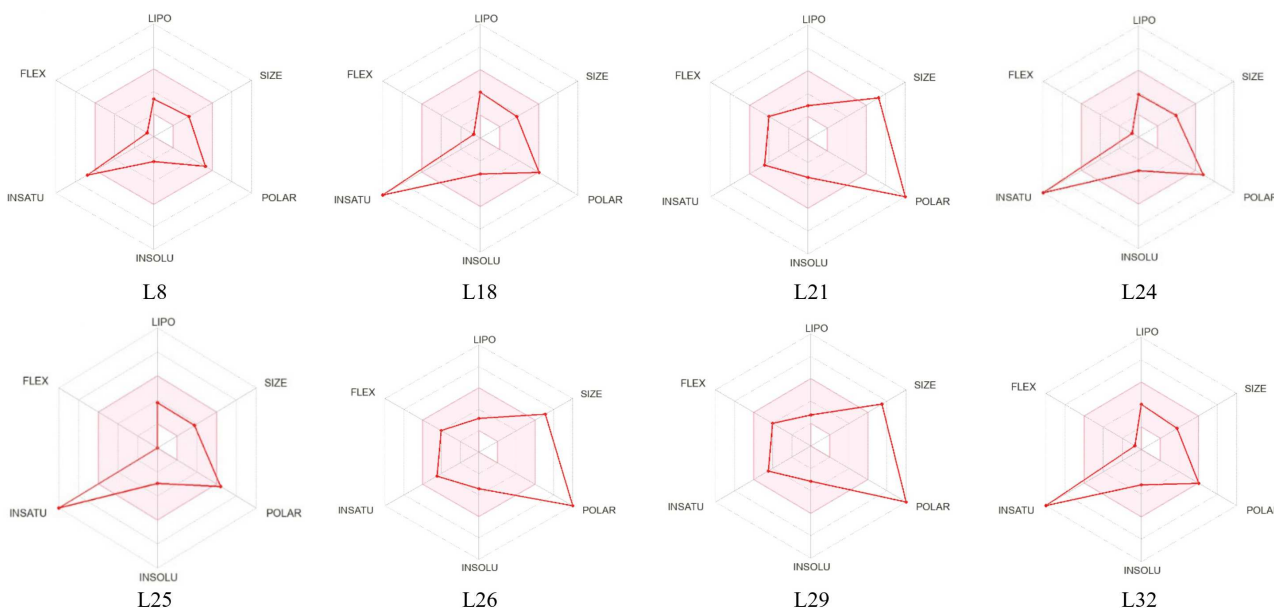 LIPO
FLEX SIZE
INSATU POLAR
INSOLU
L8
LIPO
FLEX SIZE
INSATU POLAR
INSOLU
L18
LIPO
FLEX SIZE
INSATU POLAR
INSOLU
L21
LIPO
FLEX SIZE
INSATU POLAR
INSOLU
L24
LIPO
FLEX SIZE
INSATU POLAR
INSOLU
L25
LIPO
FLEX SIZE
INSATU POLAR
INSOLU
L26
LIPO
FLEX SIZE
INSATU POLAR
INSOLU
L29
LIPO
FLEX SIZE
INSATU POLAR
INSOLU
L32